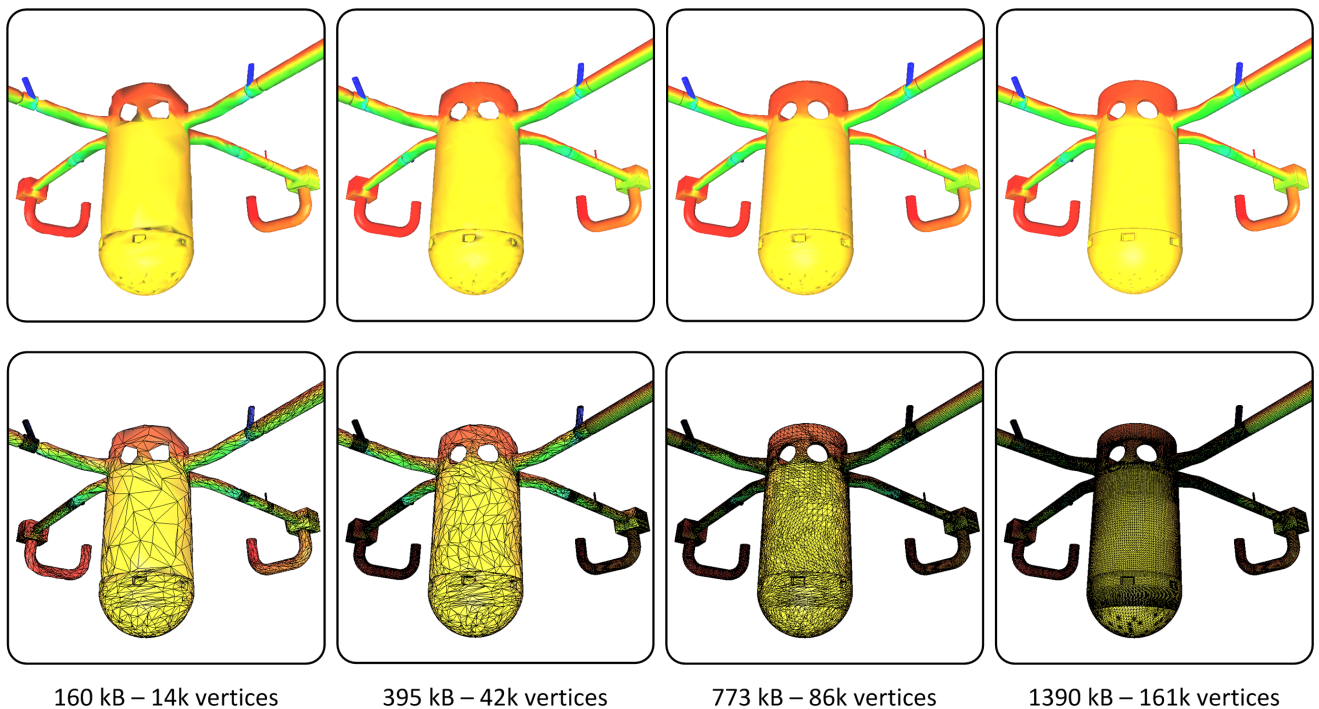 160 kB – 14k vertices
395 kB – 42k vertices
773 kB – 86k vertices
1390 kB – 161k vertices